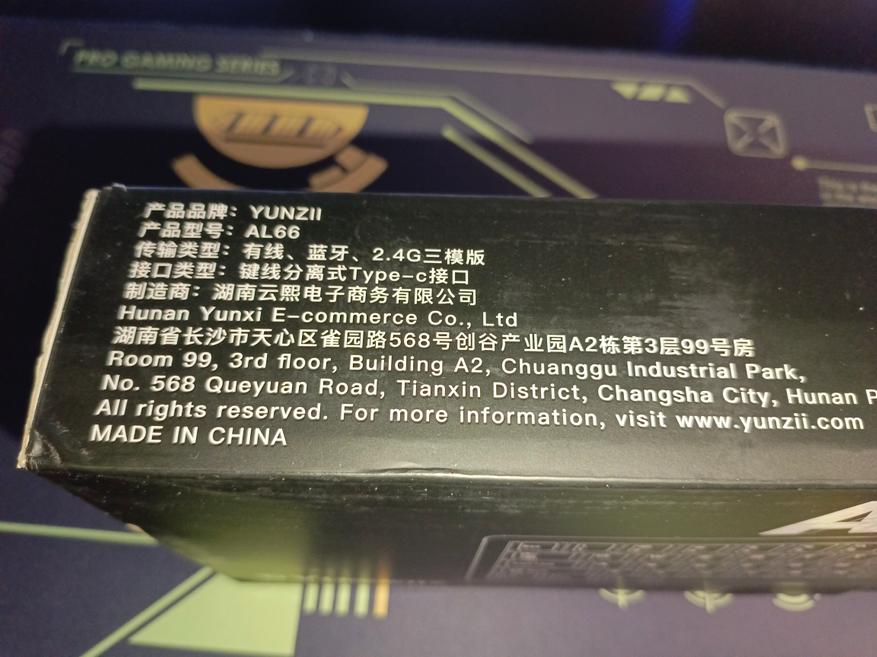 PRO GAMING SERIES
产品品牌：YUNZII
产品型号：AL66
传输类型：有线、蓝牙、2.4G三模版
接口类型：键线分离式Type-c接口
制造商：湖南云熙电子商务有限公司
Hunan Yunxi E-commerce Co., Ltd
湖南省长沙市天心区雀园路568号创谷产业园A2栋第3层99号房
Room 99, 3rd floor, Building A2, Chuanggu Industrial Park,
No. 568 Queyuan Road, Tianxin District, Changsha City, Hunan P
All rights reserved. For more information, visit www.yunzii.com
MADE IN CHINA